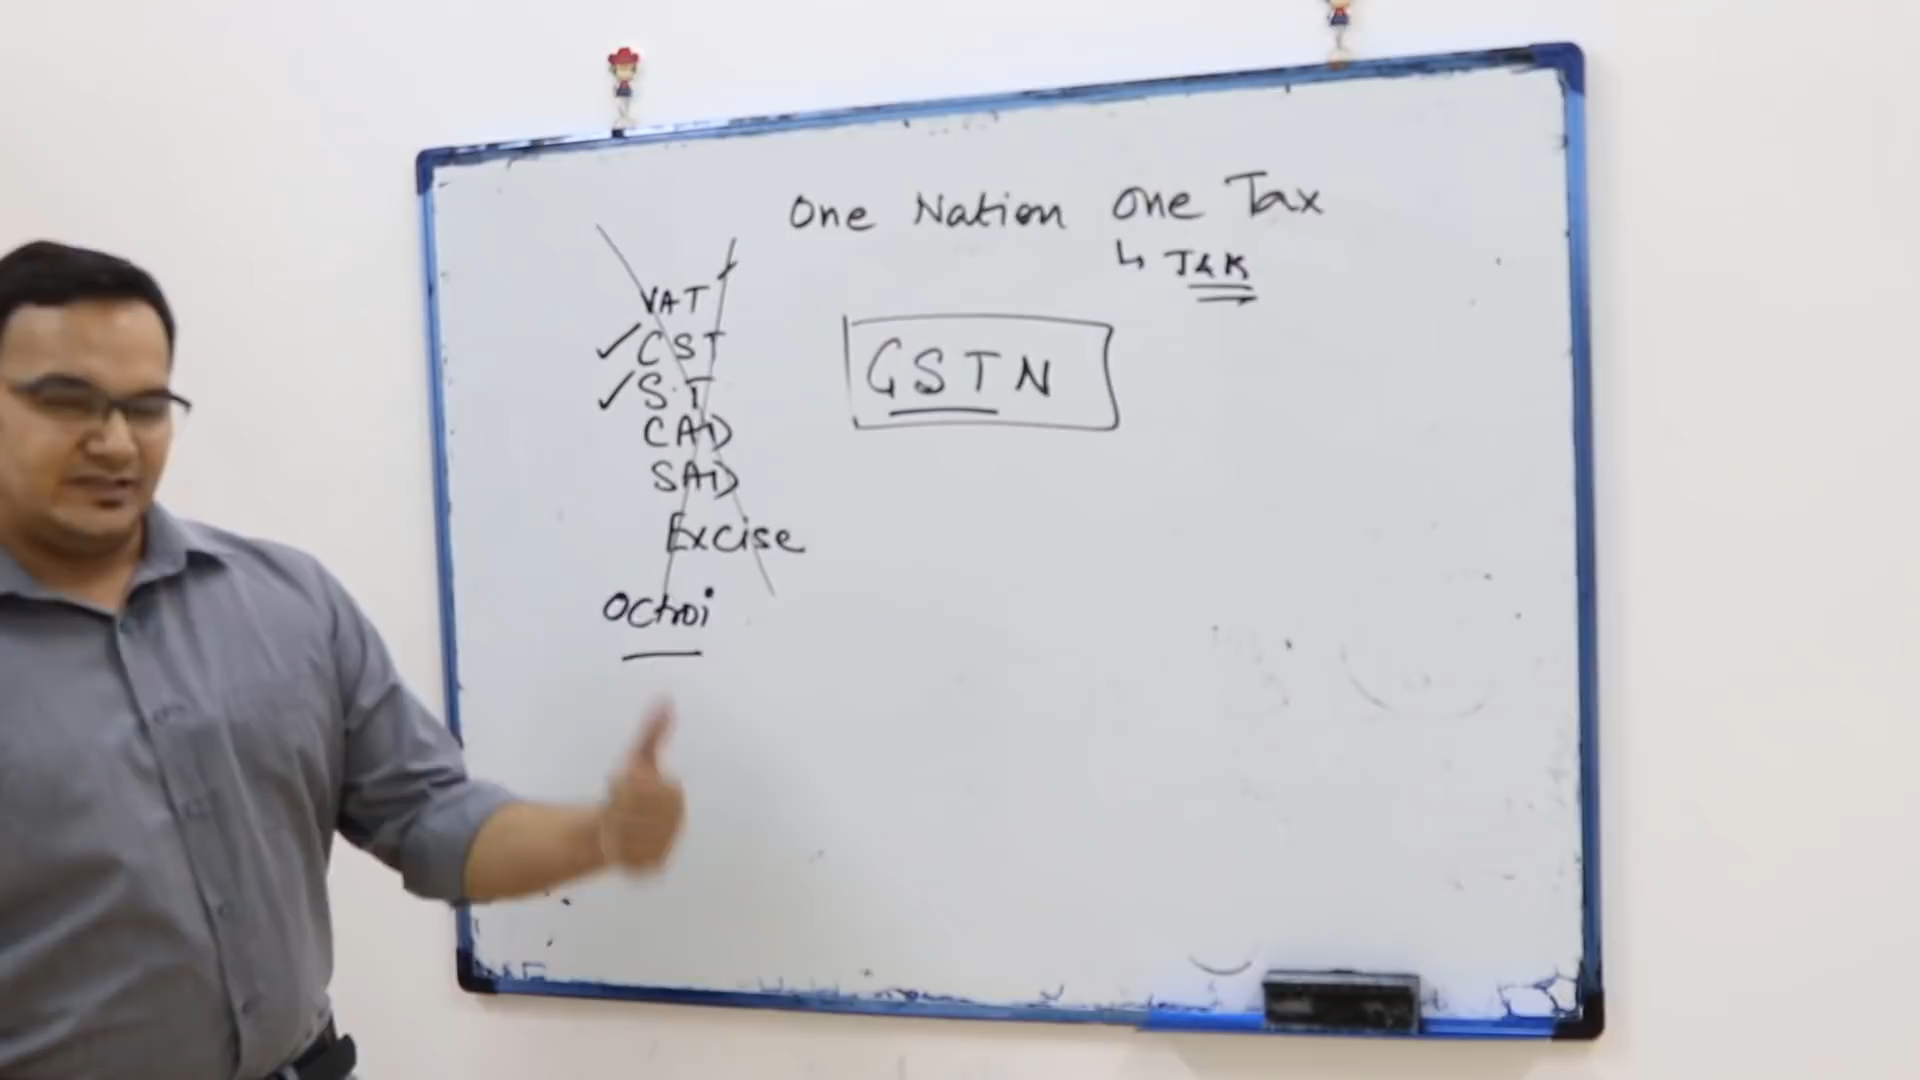 One Nation One Tax
↳ J&K
VAT
✓ CST
✓ S.T
CAD
SAD
Excise
Octroi
GSTN